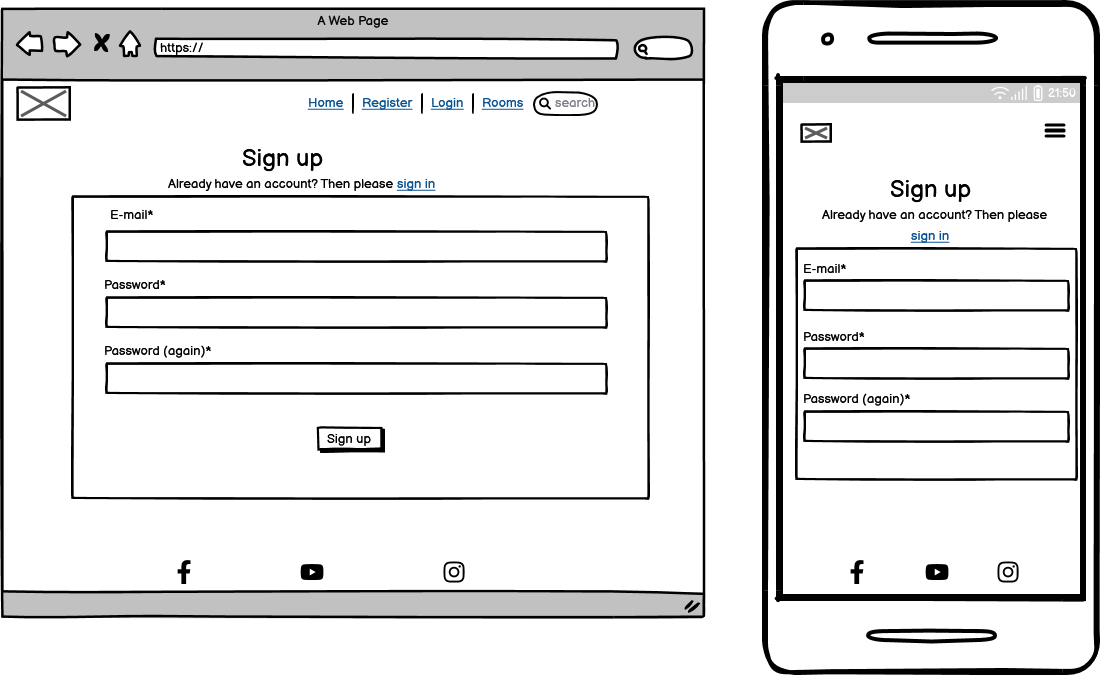 A Web Page
https://
Home Register Login Rooms search
Sign up
Already have an account? Then please sign in
E-mail*
Password*
Password (again)*
Sign up
21:50
Sign up
Already have an account? Then please
sign in
E-mail*
Password*
Password (again)*